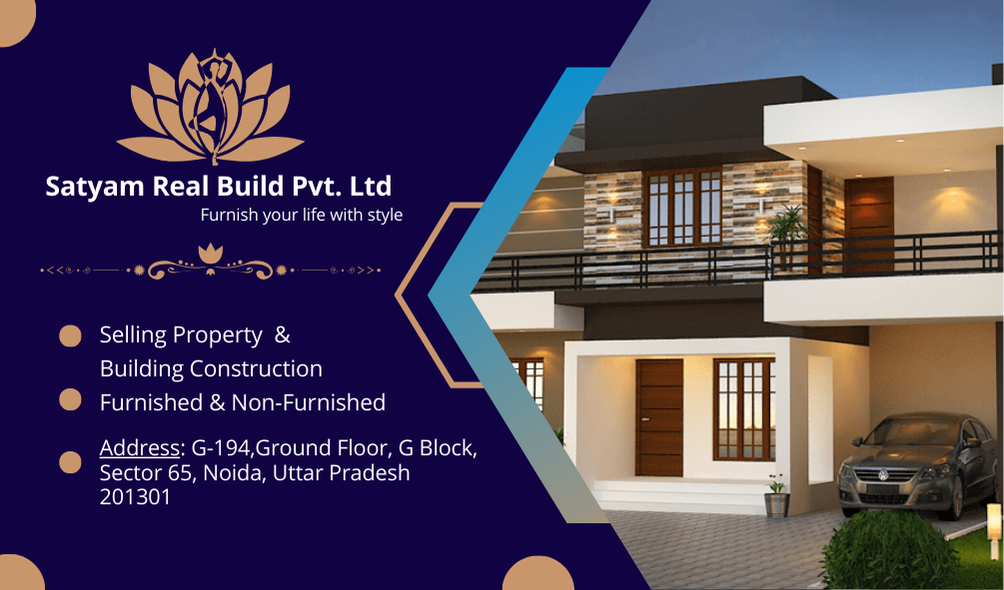 Satyam Real Build Pvt. Ltd
Furnish your life with style
Selling Property &
Building Construction
Furnished & Non-Furnished
Address: G-194,Ground Floor, G Block,
Sector 65, Noida, Uttar Pradesh
201301